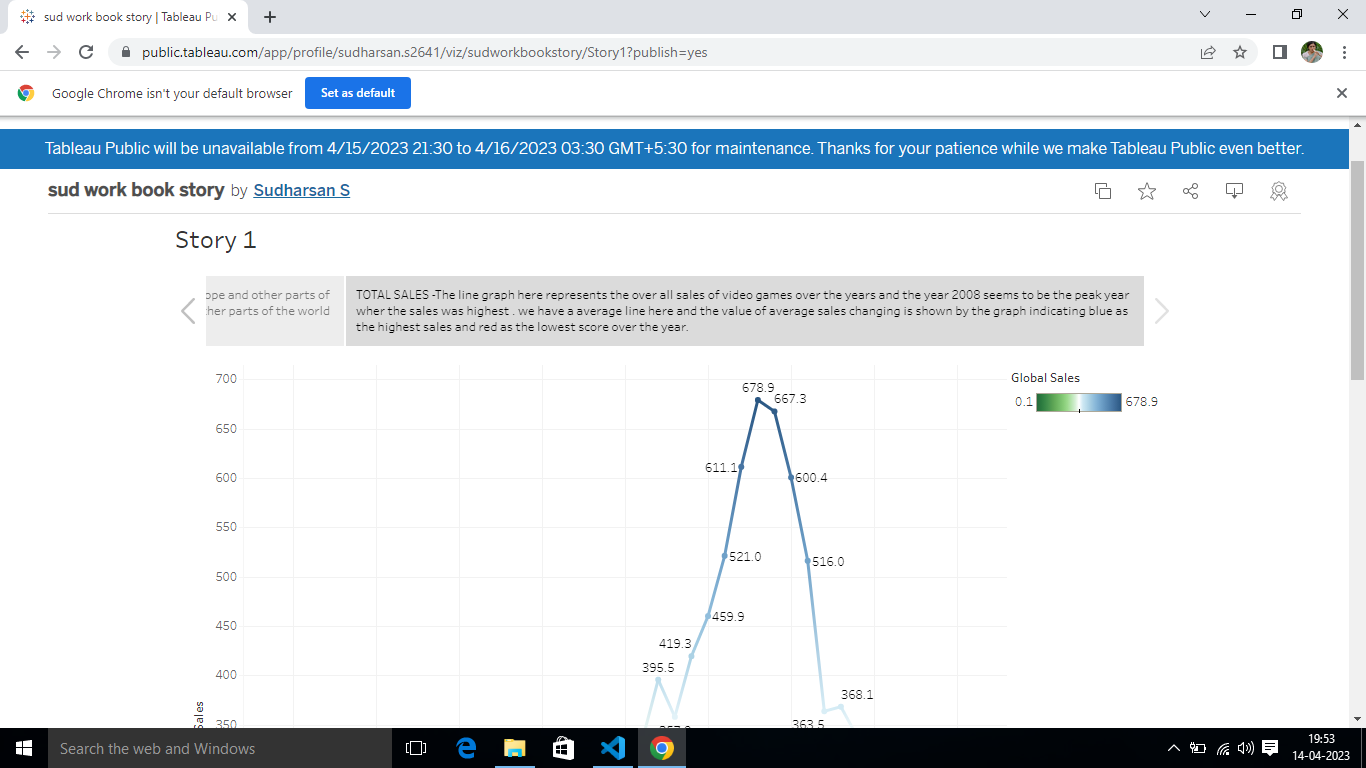 sud work book story | Tableau Pu
public.tableau.com/app/profile/sudharsan.s2641/viz/sudworkbookstory/Story1?publish=yes
Google Chrome isn't your default browser
Set as default
Tableau Public will be unavailable from 4/15/2023 21:30 to 4/16/2023 03:30 GMT+5:30 for maintenance. Thanks for your patience while we make Tableau Public even better.
sud work book story by Sudharsan S
Story 1
ope and other parts of
her parts of the world
TOTAL SALES -The line graph here represents the over all sales of video games over the years and the year 2008 seems to be the peak year
wher the sales was highest . we have a average line here and the value of average sales changing is shown by the graph indicating blue as
the highest sales and red as the lowest score over the year.
Global Sales
0.1 678.9
700
650
600
550
500
450
400
350
ales
678.9
667.3
611.1
600.4
521.0
516.0
459.9
419.3
395.5
368.1
363.5
Search the web and Windows
19:53
14-04-2023